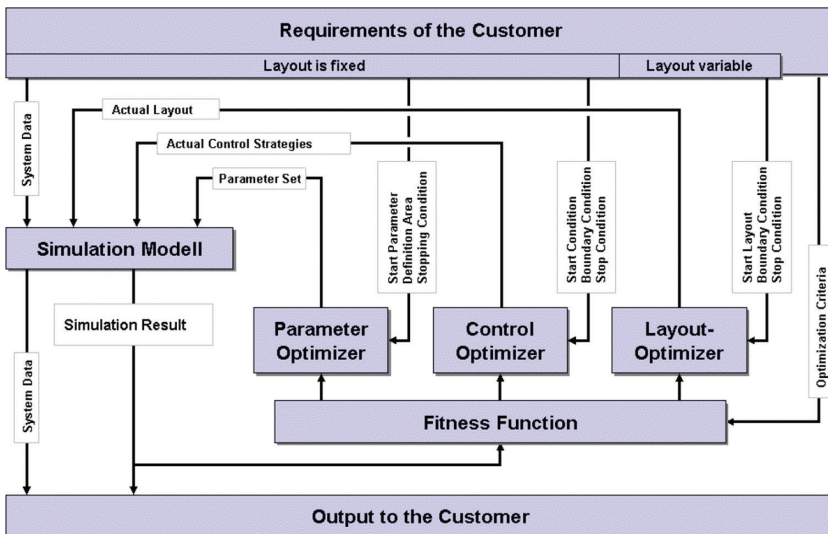 Requirements of the Customer
Layout is fixed
Layout variable
Actual Layout
System Data
Actual Control Strategies
Parameter Set
Start Parameter
Definition Area
Stopping Condition
Start Condition
Boundary Condition
Stop Condition
Start Layout
Boundary Condition
Stop Condition
Optimization Criteria
Simulation Modell
Simulation Result
Parameter
Optimizer
Control
Optimizer
Layout-
Optimizer
System Data
Fitness Function
Output to the Customer